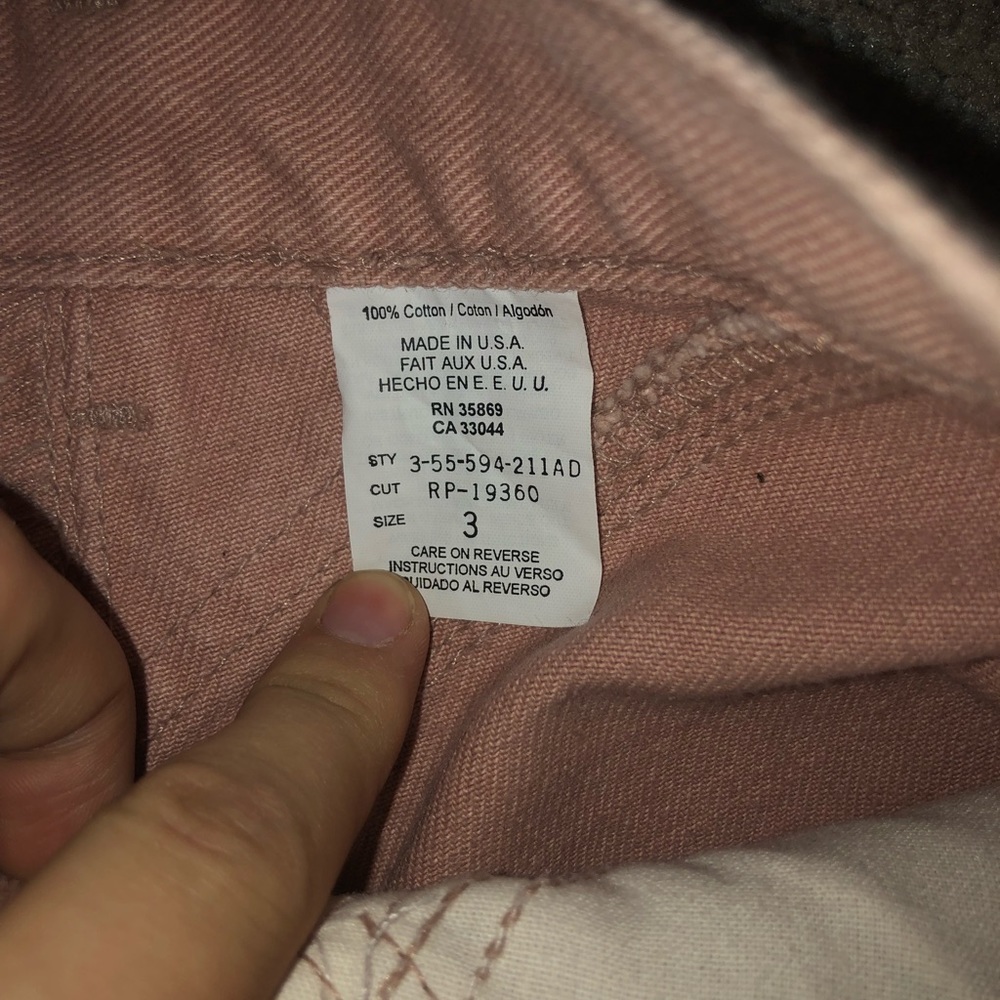 100% Cotton / Coton / Algodón
MADE IN U.S.A.
FAIT AUX U.S.A.
HECHO EN E. E. U. U.
RN 35869
CA 33044
STY 3-55-594-211AD
CUT RP-19360
SIZE 3
CARE ON REVERSE
INSTRUCTIONS AU VERSO
CUIDADO AL REVERSO